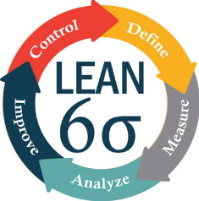 LEAN
6σ
Define
Measure
Analyze
Improve
Control